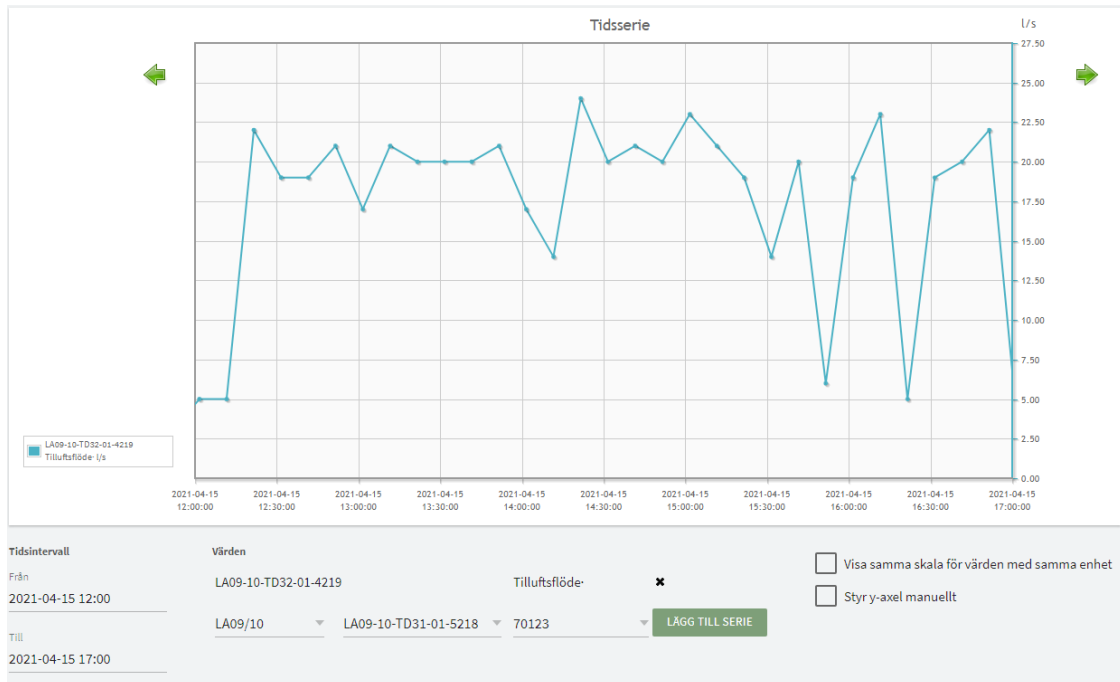 Tidsserie
l/s
27.50
25.00
22.50
20.00
17.50
15.00
12.50
10.00
7.50
5.00
2.50
0.00
LA09-10-TD32-01-4219
Tilluftsflöde· l/s
2021-04-15 2021-04-15 2021-04-15 2021-04-15 2021-04-15 2021-04-15 2021-04-15 2021-04-15 2021-04-15 2021-04-15 2021-04-15
12:00:00 12:30:00 13:00:00 13:30:00 14:00:00 14:30:00 15:00:00 15:30:00 16:00:00 16:30:00 17:00:00
Tidsintervall
Från
2021-04-15 12:00
Till
2021-04-15 17:00
Värden
LA09-10-TD32-01-4219 Tilluftsflöde· ✖
LA09/10 LA09-10-TD31-01-5218 70123 LÄGG TILL SERIE
Visa samma skala för värden med samma enhet
Styr y-axel manuellt